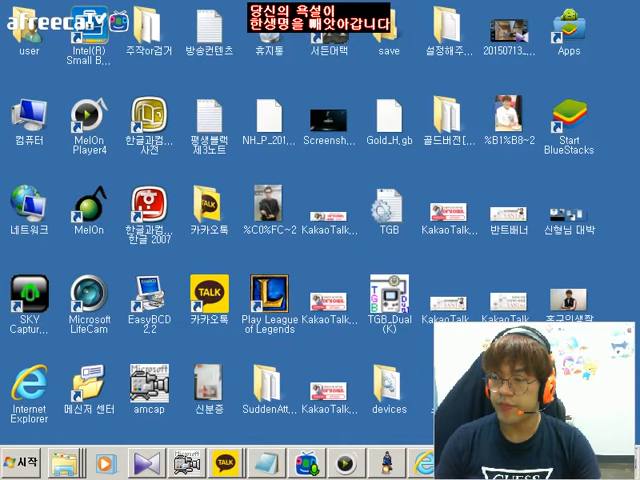 afreecaTV
당신의 욕설이
한생명을 빼앗아갑니다
user
Intel(R)
Small B...
주작or검거
방송컨텐츠
휴지통
서든어택
save
설정해주...
20150713...
Apps
컴퓨터
MelOn
Player4
한글과컴...
사전
평생블랙
제3노트
NH_P_201...
Screensh...
Gold_H.gb
골드버전[...
%B1%B8~2
Start
BlueStacks
네트워크
MelOn
한글과컴...
한글 2007
카카오톡
%C0%FC~2
KakaoTalk...
TGB
KakaoTalk...
반트배너
신형님 대박
SKY
Captur...
Microsoft
LifeCam
EasyBCD
2.2
TALK
카카오톡
Play League
of Legends
KakaoTalk...
TGB_Dual
(K)
KakaoTalk...
KakaoTalk...
Internet
Explorer
메신저 센터
Microsoft
amcap
신분증
SuddenAtt...
KakaoTalk...
devices
GUESS
시작
TALK